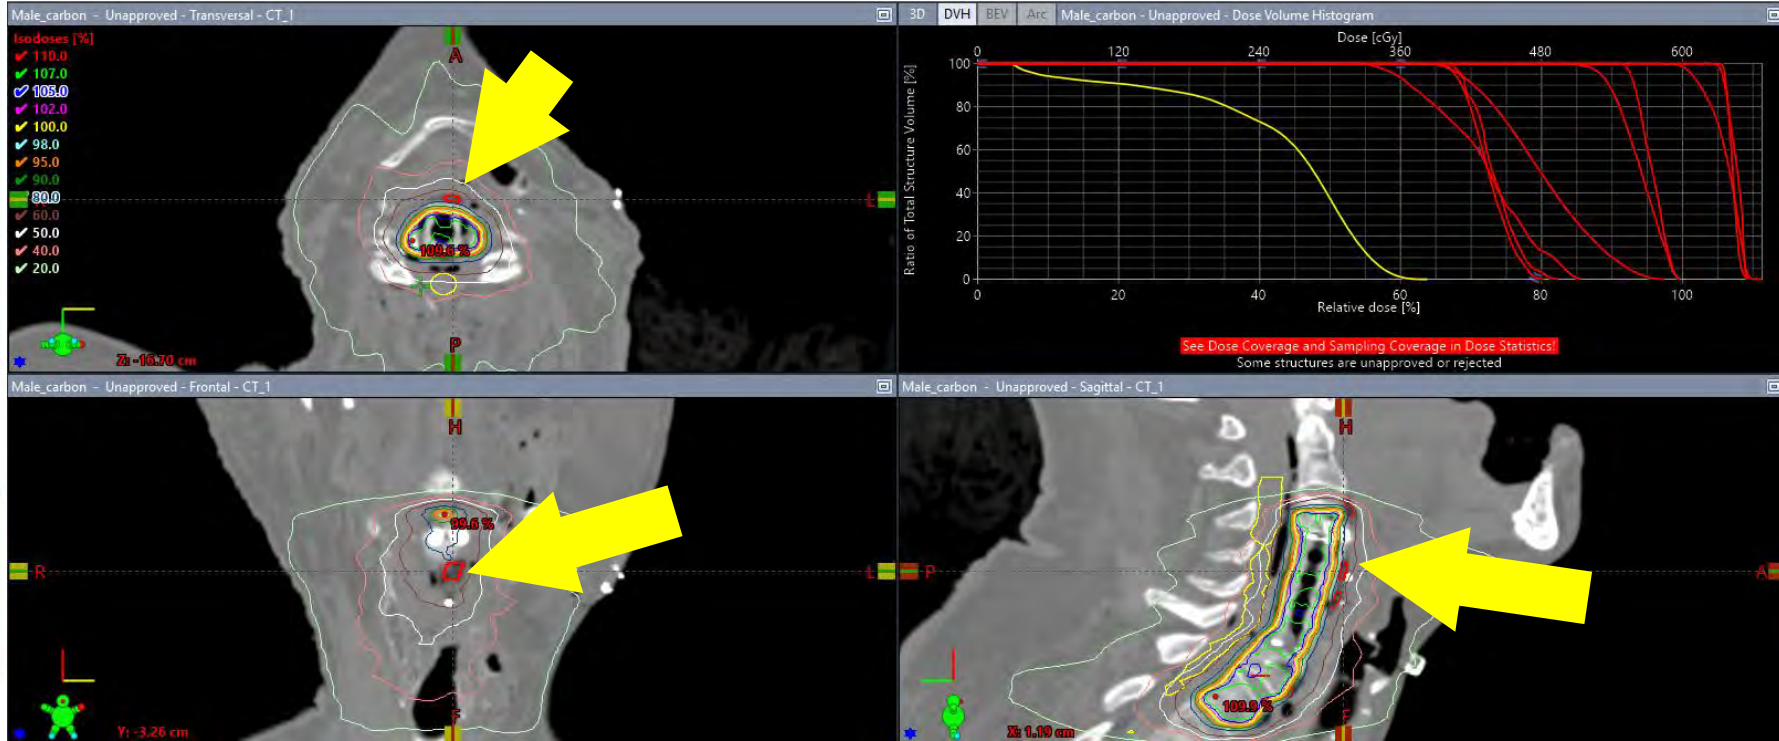 Male_carbon - Unapproved - Transversal - CT_1
Isodoses [%]
110.0
107.0
105.0
102.0
100.0
98.0
95.0
90.0
80.0
60.0
50.0
40.0
20.0
A
L
109.6 %
P
Z: -16.70 cm
3D DVH BEV Arc Male_carbon - Unapproved - Dose Volume Histogram
Dose [cGy]
0 120 240 360 480 600
Ratio of Total Structure Volume [%]
100
80
60
40
20
0
0 20 40 60 80 100
Relative dose [%]
See Dose Coverage and Sampling Coverage in Dose Statistics!
Some structures are unapproved or rejected
Male_carbon - Unapproved - Frontal - CT_1
H
99.6 %
R
L
F
Y: -3.26 cm
Male_carbon - Unapproved - Sagittal - CT_1
H
P
A
109.9 %
F
X: 1.19 cm